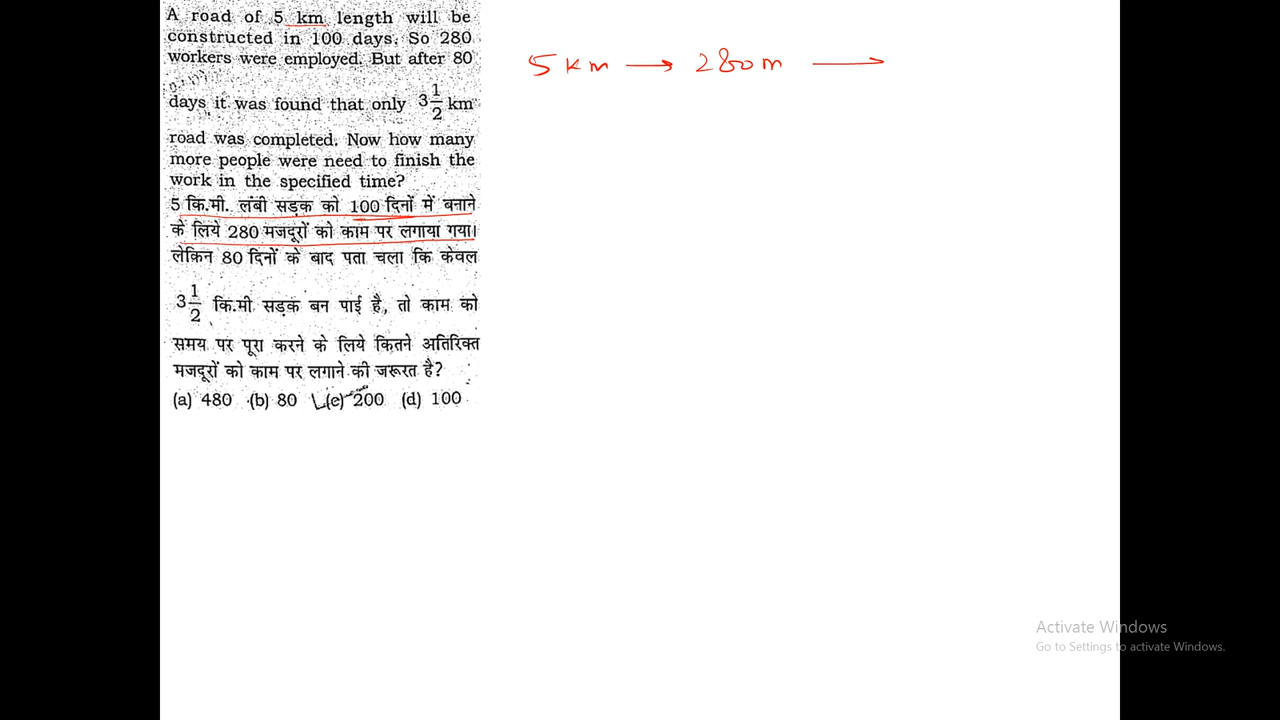 A road of 5 km length will be
constructed in 100 days. So 280
workers were employed. But after 80
days it was found that only 3 1/2 km
road was completed. Now how many
more people were need to finish the
work in the specified time?
5 कि.मी. लंबी सड़क को 100 दिनों में बनाने
के लिये 280 मजदूरों को काम पर लगाया गया।
लेकिन 80 दिनों के बाद पता चला कि केवल
3 1/2 कि.मी सड़क बन पाई है, तो काम को
समय पर पूरा करने के लिये कितने अतिरिक्त
मजदूरों को काम पर लगाने की जरूरत है?
(a) 480 (b) 80 (e) 200 (d) 100
5 km → 280 m →
Activate Windows
Go to Settings to activate Windows.